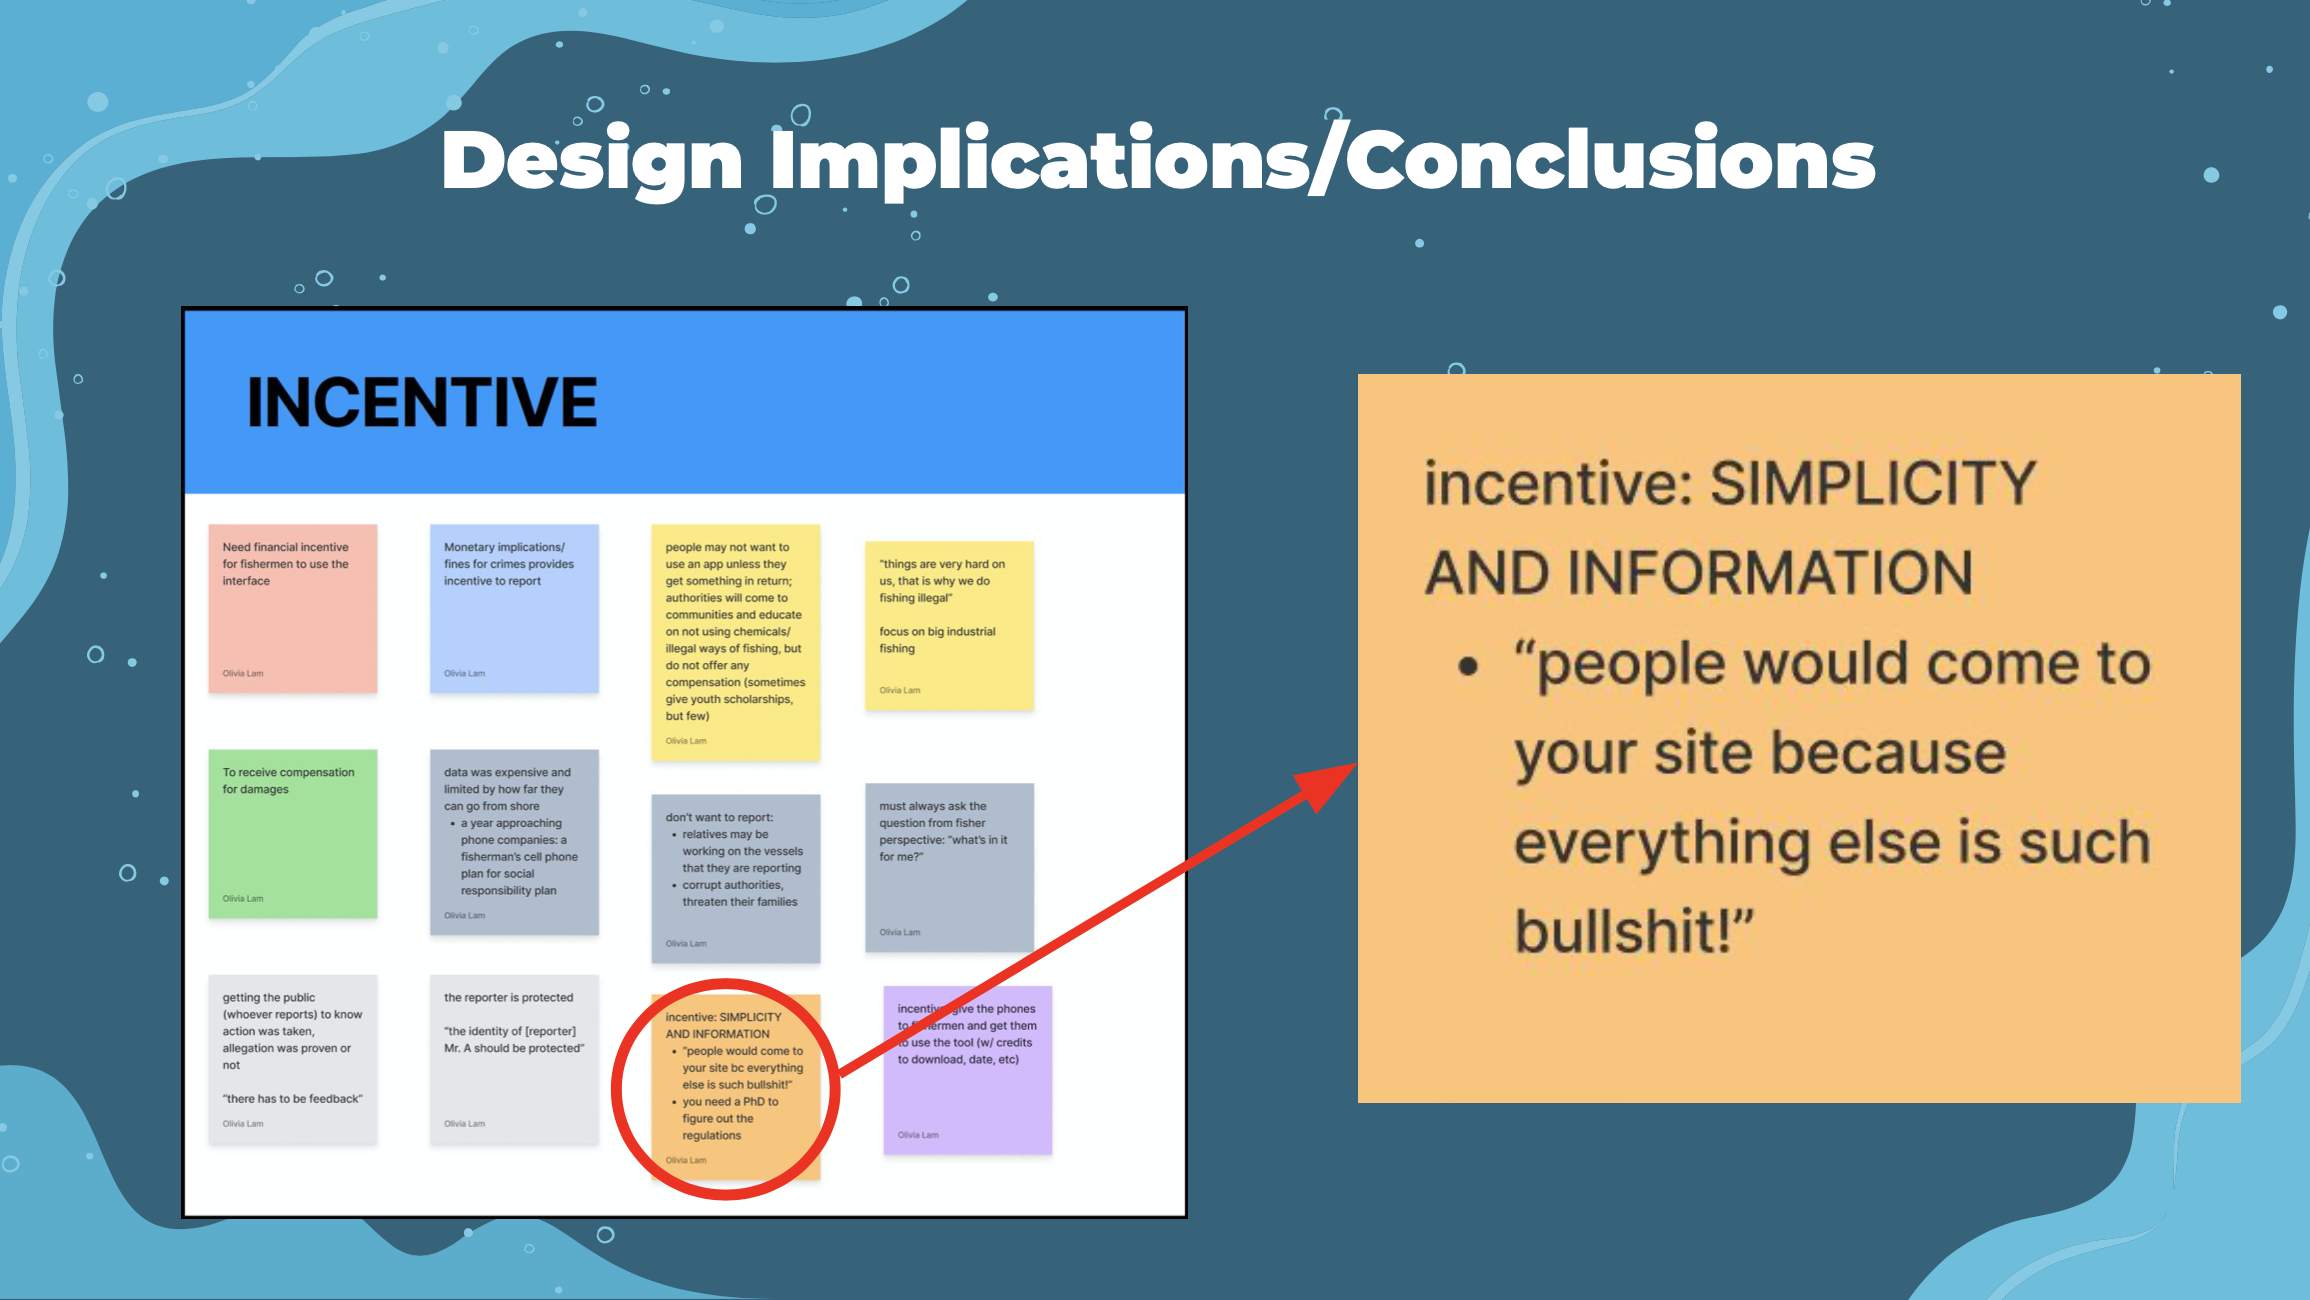 Design Implications/Conclusions
INCENTIVE
Need financial incentive
for fishermen to use the
interface
Olivia Lam
Monetary implications/
fines for crimes provides
incentive to report
Olivia Lam
people may not want to
use an app unless they
get something in return;
authorities will come to
communities and educate
on not using chemicals/
illegal ways of fishing, but
do not offer any
compensation (sometimes
give youth scholarships,
but few)
Olivia Lam
"things are very hard on
us, that is why we do
fishing illegal"
focus on big industrial
fishing
Olivia Lam
To receive compensation
for damages
Olivia Lam
data was expensive and
limited by how far they
can go from shore
• a year approaching
phone companies: a
fisherman's cell phone
plan for social
responsibility plan
Olivia Lam
don't want to report:
• relatives may be
working on the vessels
that they are reporting
• corrupt authorities,
threaten their families
Olivia Lam
must always ask the
question from fisher
perspective: "what's in it
for me?"
Olivia Lam
getting the public
(whoever reports) to know
action was taken,
allegation was proven or
not
"there has to be feedback"
Olivia Lam
the reporter is protected
"the identity of [reporter]
Mr. A should be protected"
Olivia Lam
incentive: SIMPLICITY
AND INFORMATION
• "people would come to
your site bc everything
else is such bullshit!"
• you need a PhD to
figure out the
regulations
Olivia Lam
incentive: give the phones
to fishermen and get them
to use the tool (w/ credits
to download, date, etc)
Olivia Lam
incentive: SIMPLICITY
AND INFORMATION
• “people would come to
your site because
everything else is such
bullshit!”